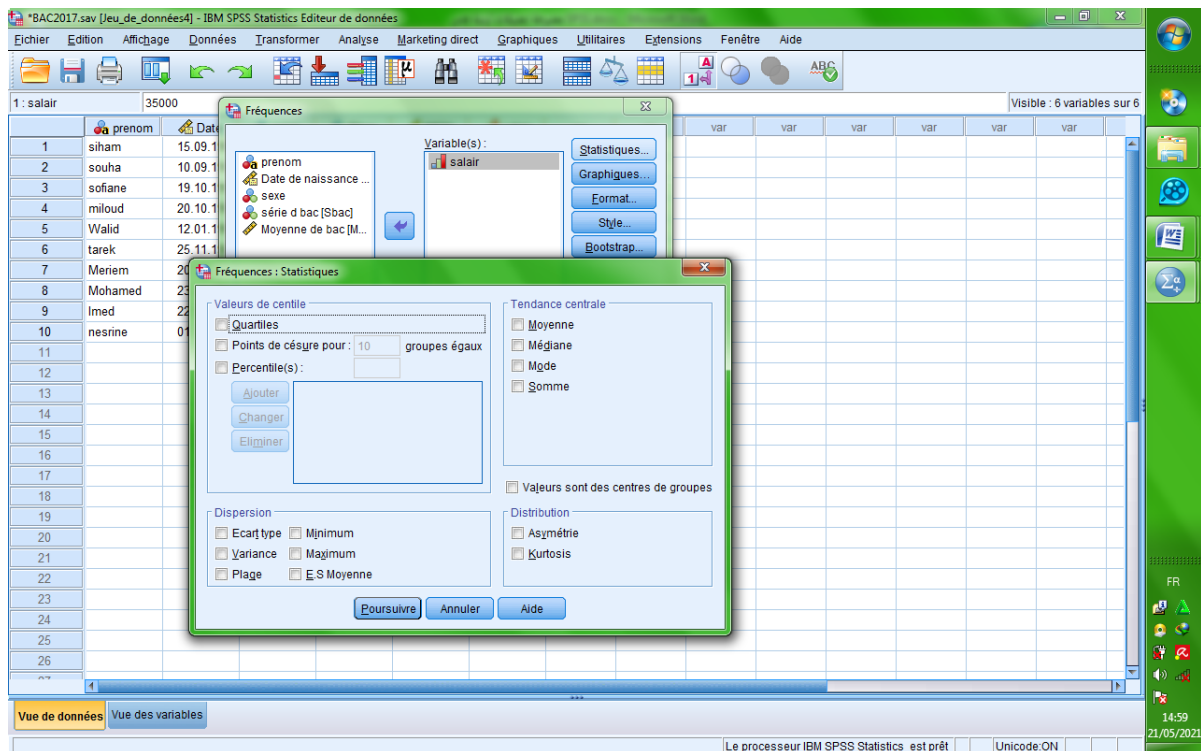 *BAC2017.sav [Jeu_de_données4] - IBM SPSS Statistics Editeur de données
Fichier Edition Affichage Données Transformer Analyse Marketing direct Graphiques Utilitaires Extensions Fenêtre Aide
1 : salair 35000 Visible : 6 variables sur 6
prenom Date var var var var var var
1 siham 15.09.1
2 souha 10.09.1
3 sofiane 19.10.1
4 miloud 20.10.1
5 Walid 12.01.1
6 tarek 25.11.1
7 Meriem 20
8 Mohamed 23
9 Imed 22
10 nesrine 01
11
12
13
14
15
16
17
18
19
20
21
22
23
24
25
26
27
Fréquences
Variable(s) :
prenom
Date de naissance ...
sexe
série d bac [Sbac]
Moyenne de bac [M...
salair
Statistiques...
Graphiques...
Format...
Style...
Bootstrap...
Fréquences : Statistiques
Valeurs de centile
Quartiles
Points de césure pour : 10 groupes égaux
Percentile(s) :
Ajouter
Changer
Eliminer
Tendance centrale
Moyenne
Médiane
Mode
Somme
Valeurs sont des centres de groupes
Dispersion
Ecart type Minimum
Variance Maximum
Plage E.S Moyenne
Distribution
Asymétrie
Kurtosis
Poursuivre Annuler Aide
Vue de données Vue des variables
Le processeur IBM SPSS Statistics est prêt Unicode:ON
FR
14:59
21/05/2021